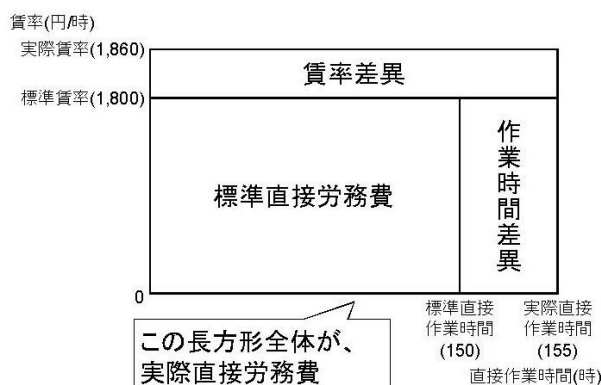 賃率(円/時)
実際賃率(1,860)
賃率差異
標準賃率(1,800)
標準直接労務費
作業時間差異
0
標準直接
作業時間
(150)
実際直接
作業時間
(155)
直接作業時間(時)
この長方形全体が、
実際直接労務費